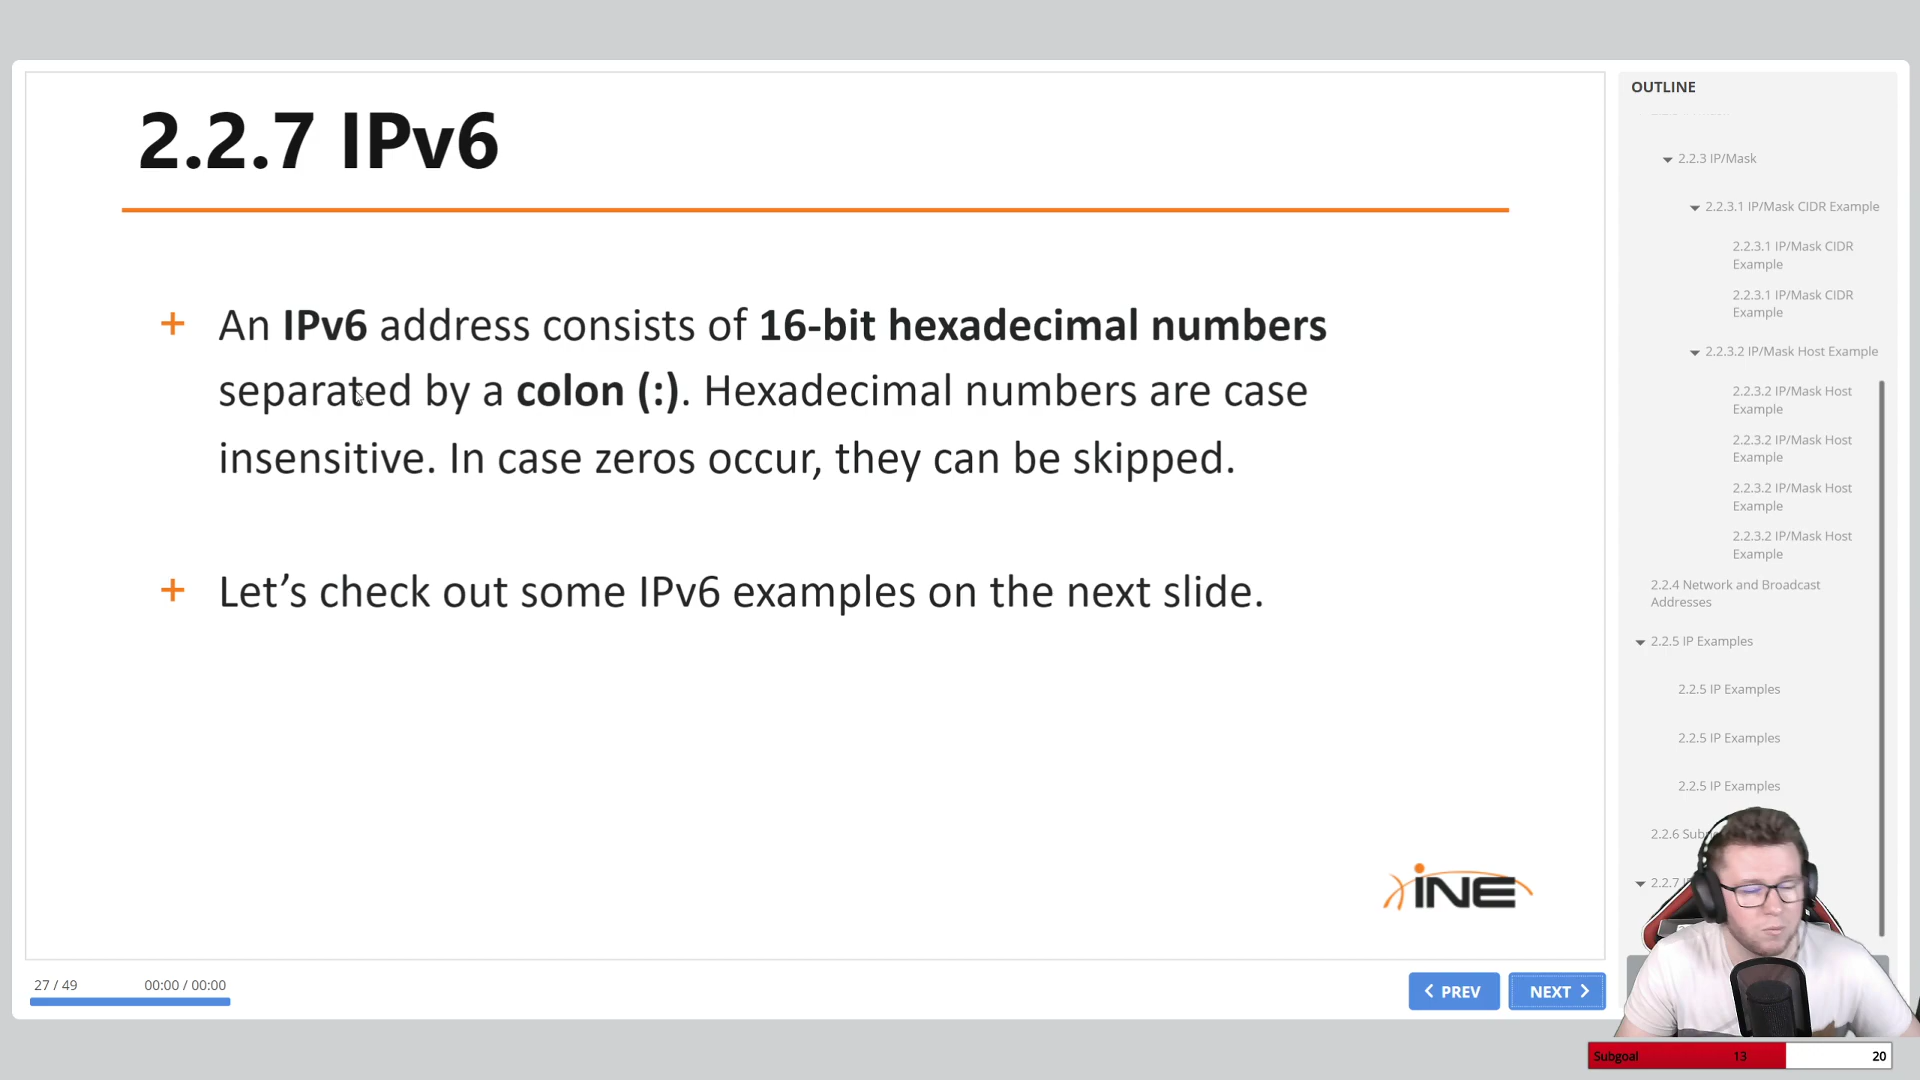 2.2.7 IPv6
+ An IPv6 address consists of 16-bit hexadecimal numbers
separated by a colon (:). Hexadecimal numbers are case
insensitive. In case zeros occur, they can be skipped.
+ Let’s check out some IPv6 examples on the next slide.
iNE
27 / 49
00:00 / 00:00
PREV
NEXT
OUTLINE
2.2.3 IP/Mask
2.2.3.1 IP/Mask CIDR Example
2.2.3.1 IP/Mask CIDR
Example
2.2.3.1 IP/Mask CIDR
Example
2.2.3.2 IP/Mask Host Example
2.2.3.2 IP/Mask Host
Example
2.2.3.2 IP/Mask Host
Example
2.2.3.2 IP/Mask Host
Example
2.2.3.2 IP/Mask Host
Example
2.2.4 Network and Broadcast
Addresses
2.2.5 IP Examples
2.2.5 IP Examples
2.2.5 IP Examples
2.2.5 IP Examples
2.2.6
2.2.7
Subgoal 13 20